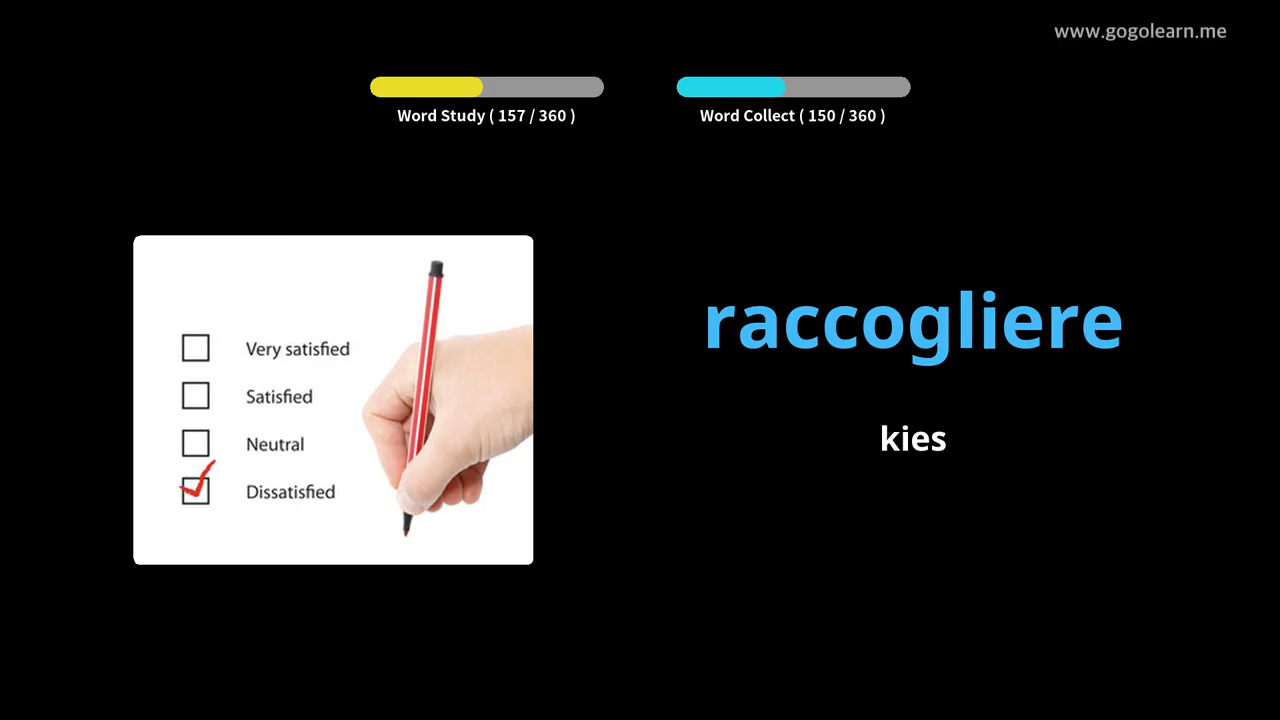 www.gogolearn.me
Word Study ( 157 / 360 )
Word Collect ( 150 / 360 )
Very satisfied
Satisfied
Neutral
Dissatisfied
raccogliere
kies